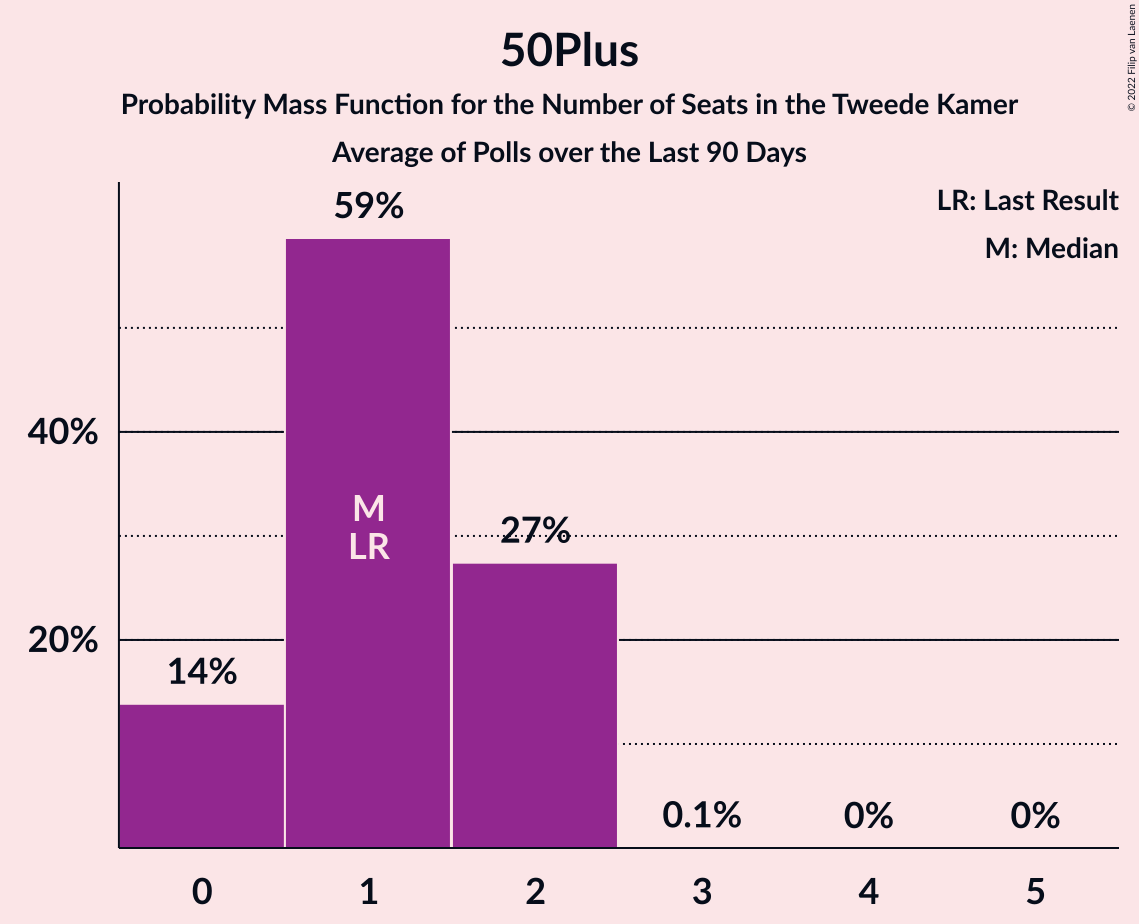 50Plus
Probability Mass Function for the Number of Seats in the Tweede Kamer
Average of Polls over the Last 90 Days
© 2022 Filip van Laenen
LR: Last Result
M: Median
59%
40%
M
LR
27%
20%
14%
0.1%
0%
0%
0
1
2
3
4
5